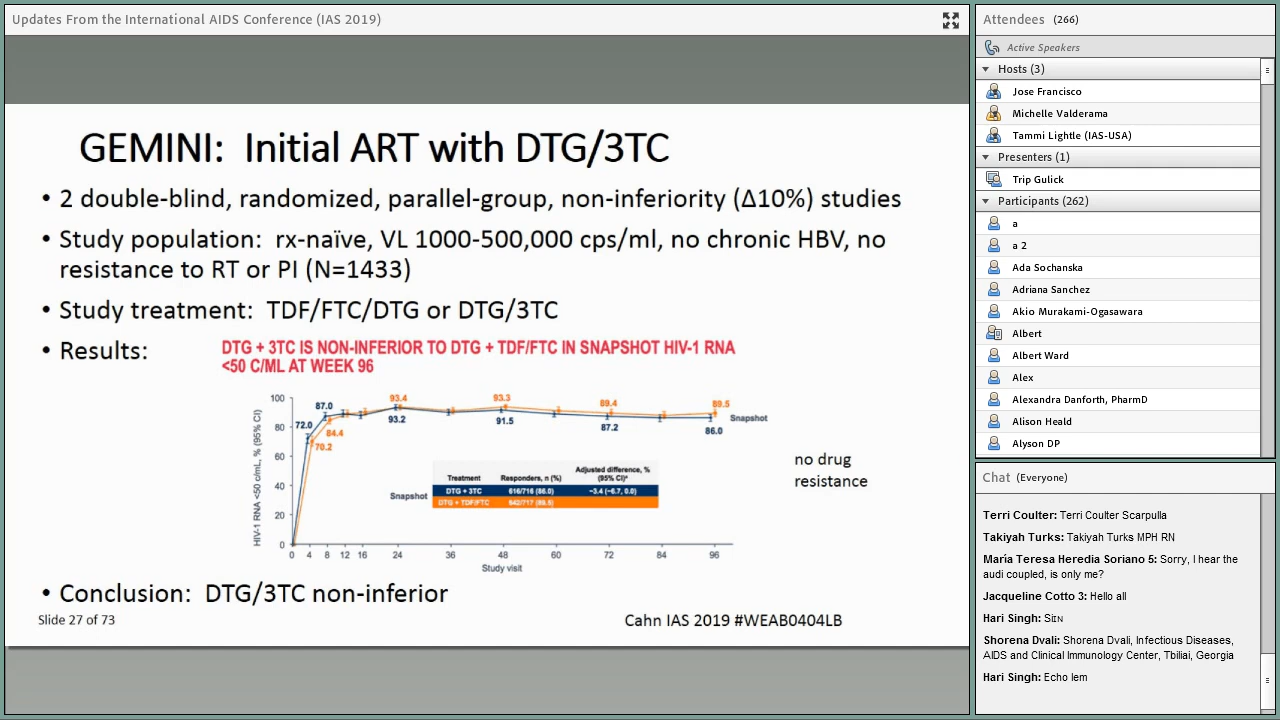 Updates From the International AIDS Conference (IAS 2019)
GEMINI: Initial ART with DTG/3TC
• 2 double-blind, randomized, parallel-group, non-inferiority (Δ10%) studies
• Study population: rx-naïve, VL 1000-500,000 cps/ml, no chronic HBV, no
resistance to RT or PI (N=1433)
• Study treatment: TDF/FTC/DTG or DTG/3TC
• Results:
DTG + 3TC IS NON-INFERIOR TO DTG + TDF/FTC IN SNAPSHOT HIV-1 RNA
<50 C/ML AT WEEK 96
HIV-1 RNA <50 c/mL, % (95% CI)
100
80
60
40
20
0
72.0
87.0
70.2
84.4
93.4
93.2
93.3
91.5
89.4
87.2
89.5
86.0
Snapshot
Snapshot
Treatment Responders, n (%) Adjusted difference, % (95% CI)*
DTG + 3TC 616/716 (86.0) −3.4 (−6.7, 0.0)
DTG + TDF/FTC 642/717 (89.5)
0 4 8 12 16 24 36 48 60 72 84 96
Study visit
no drug
resistance
• Conclusion: DTG/3TC non-inferior
Slide 27 of 73
Cahn IAS 2019 #WEAB0404LB
Attendees (266)
Active Speakers
Hosts (3)
Jose Francisco
Michelle Valderama
Tammi Lightle (IAS-USA)
Presenters (1)
Trip Gulick
Participants (262)
a
a 2
Ada Sochanska
Adriana Sanchez
Akio Murakami-Ogasawara
Albert
Albert Ward
Alex
Alexandra Danforth, PharmD
Alison Heald
Alyson DP
Chat (Everyone)
Terri Coulter: Terri Coulter Scarpulla
Takiyah Turks: Takiyah Turks MPH RN
María Teresa Heredia Soriano 5: Sorry, I hear the
audi coupled, is only me?
Jacqueline Cotto 3: Hello all
Hari Singh: Sɪɪɴ
Shorena Dvali: Shorena Dvali, Infectious Diseases,
AIDS and Clinical Immunology Center, Tbiliai, Georgia
Hari Singh: Echo lem